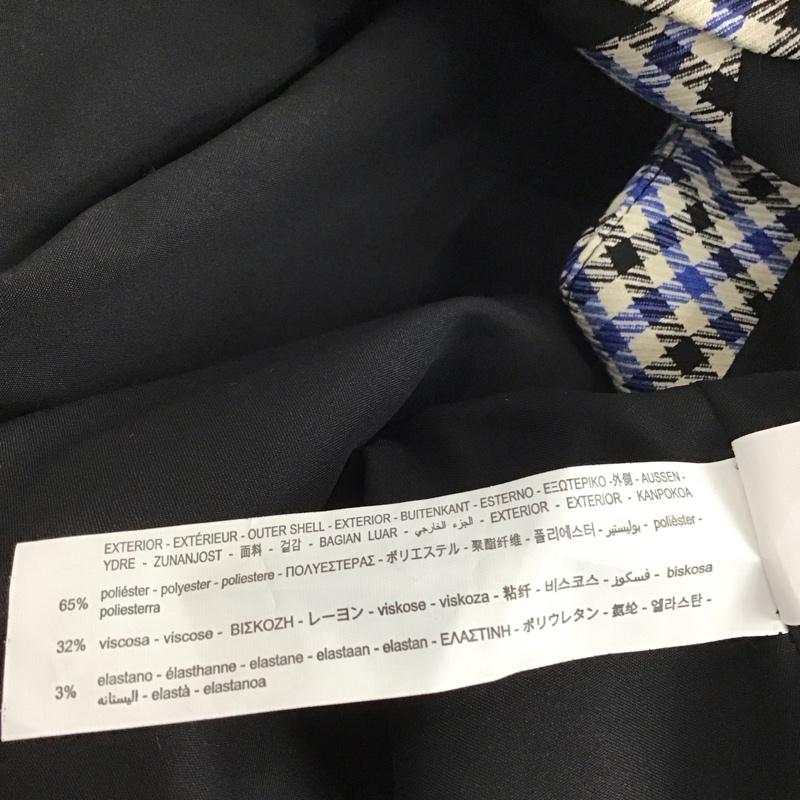 EXTERIOR - EXTÉRIEUR - OUTER SHELL - EXTERIOR - BUITENKANT - ESTERNO - ΕΞΩΤΕΡΙΚΟ -外側 - AUSSEN -
YDRE - ZUNANJOST - 面料 - 겉감 - BAGIAN LUAR - الجزء الخارجي - EXTERIOR - EXTERIOR - KANPOKOA
65% poliéster - polyester - poliestere - ΠΟΛΥΕΣΤΕΡΑΣ - ポリエステル - 聚酯纤维 - 폴리에스터 - بوليستير - polièster -
poliesterra
32% viscosa - viscose - ΒΙΣΚΟΖΗ - レーヨン - viskose - viskoza - 粘纤 - 비스코스 - فسكوز - biskosa
3% elastano - élasthanne - elastane - elastaan - elastan - ΕΛΑΣΤΙΝΗ - ポリウレタン - 氨纶 - 엘라스탄 -
اليستانه - elastà - elastanoa